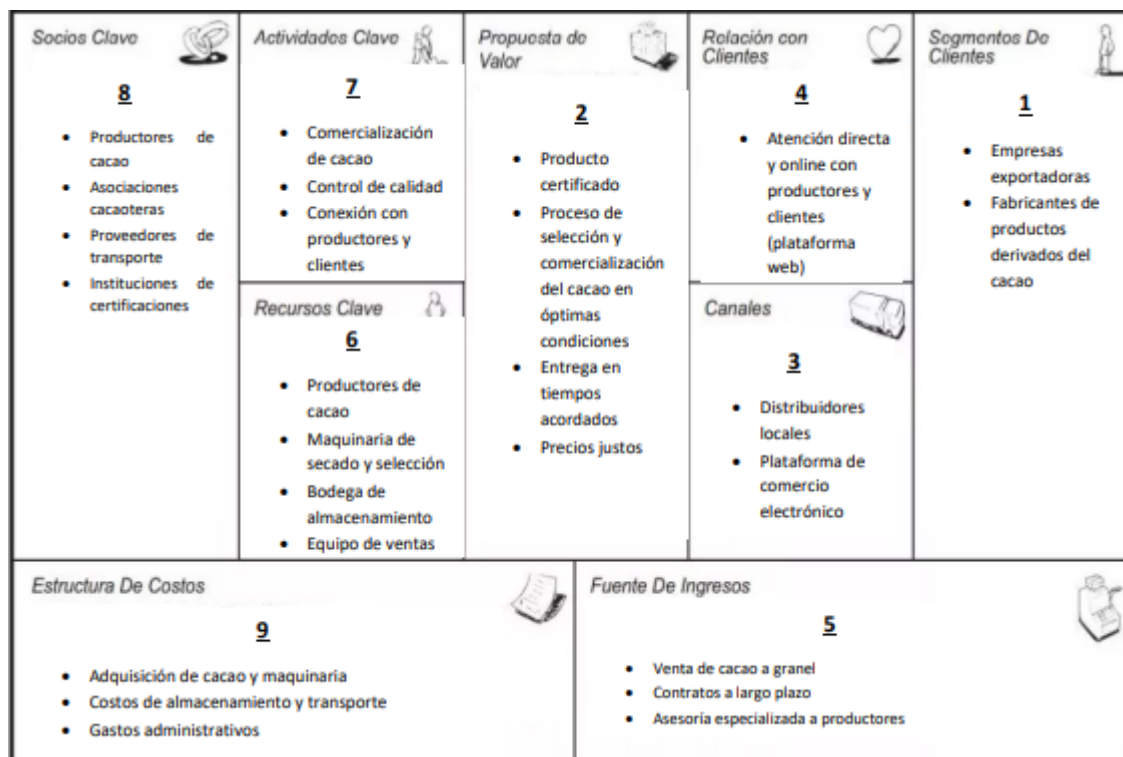 Socios Clave
8
• Productores de
cacao
• Asociaciones
cacaoteras
• Proveedores de
transporte
• Instituciones de
certificaciones
Actividades Clave
7
• Comercialización
de cacao
• Control de calidad
• Conexión con
productores y
clientes
Recursos Clave
6
• Productores de
cacao
• Maquinaria de
secado y selección
• Bodega de
almacenamiento
• Equipo de ventas
Propuesta de
Valor
2
• Producto
certificado
• Proceso de
selección y
comercialización
del cacao en
óptimas
condiciones
• Entrega en
tiempos
acordados
• Precios justos
Relación con
Clientes
4
• Atención directa
y online con
productores y
clientes
(plataforma
web)
Canales
3
• Distribuidores
locales
• Plataforma de
comercio
electrónico
Segmentos De
Clientes
1
• Empresas
exportadoras
• Fabricantes de
productos
derivados del
cacao
Estructura De Costos
9
• Adquisición de cacao y maquinaria
• Costos de almacenamiento y transporte
• Gastos administrativos
Fuente De Ingresos
5
• Venta de cacao a granel
• Contratos a largo plazo
• Asesoría especializada a productores